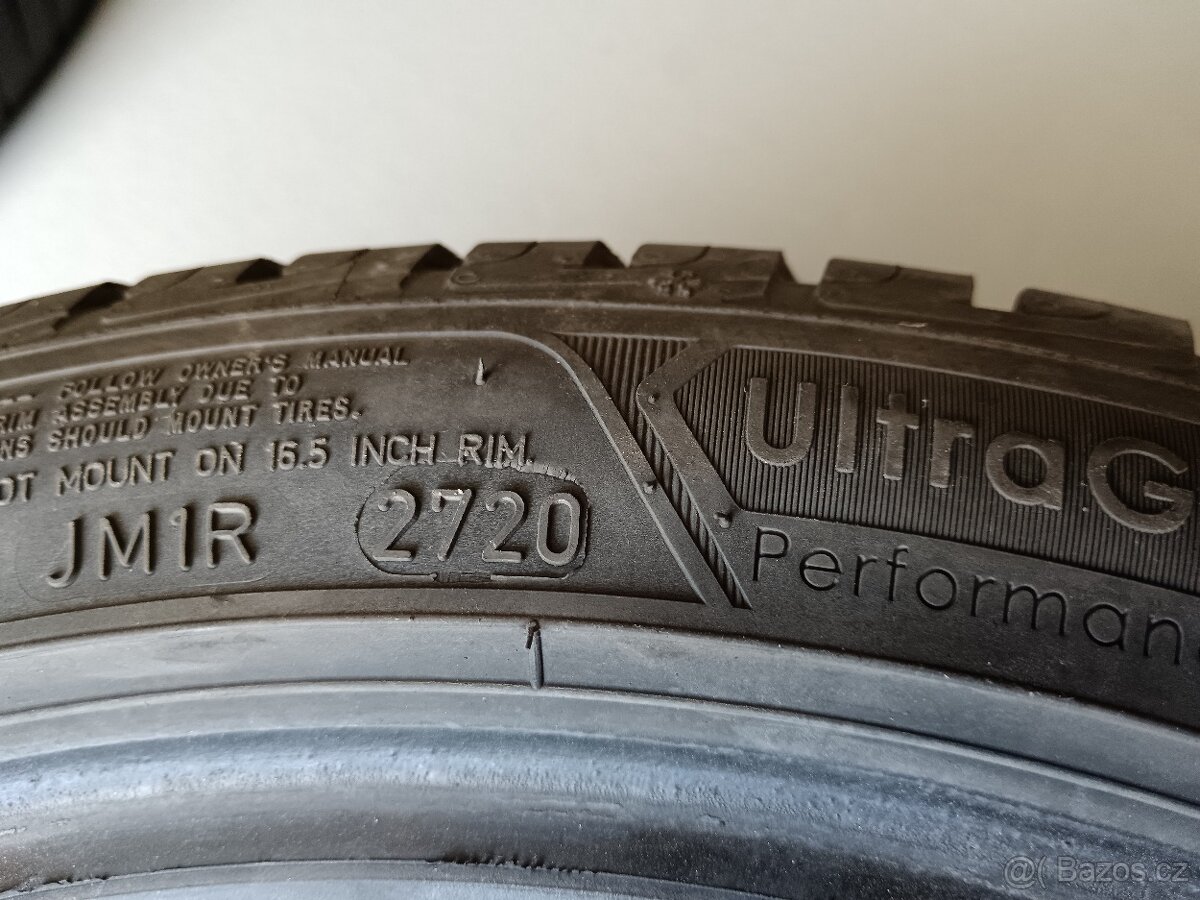 FOLLOW OWNER'S MANUAL
RIM ASSEMBLY DUE TO
NS SHOULD MOUNT TIRES.
OT MOUNT ON 16.5 INCH RIM.
JM1R 2720
UltraG
Performan
@( Bazos.cz